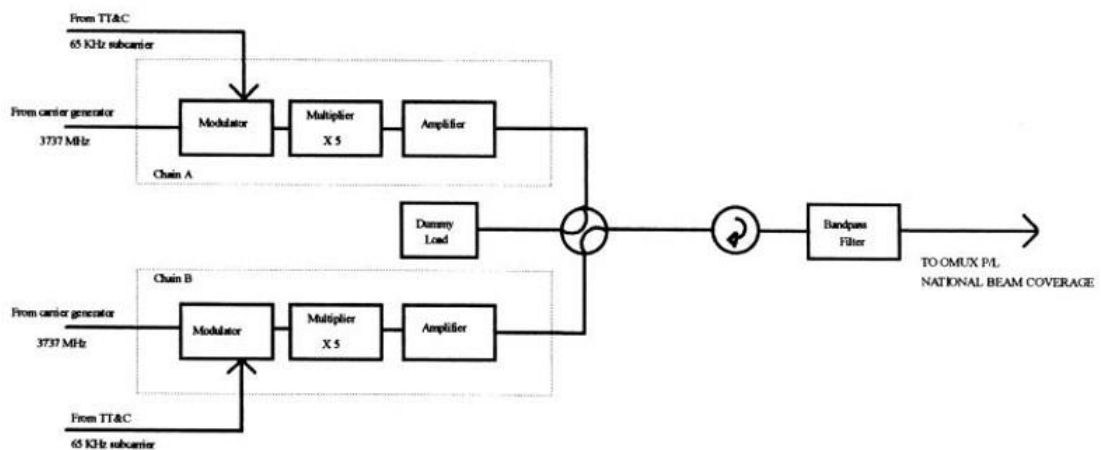 From TT&C
65 KHz subcarrier
From carrier generator
3737 MHz
Modulator
Multiplier
X 5
Amplifier
Chain A
Dummy
Load
Bandpass
Filter
TO OMUX P/L
NATIONAL BEAM COVERAGE
Chain B
From carrier generator
3737 MHz
Modulator
Multiplier
X 5
Amplifier
From TT&C
65 KHz subcarrier